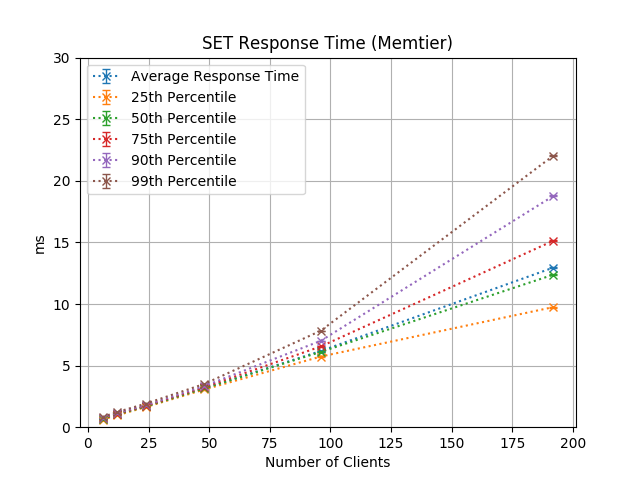 SET Response Time (Memtier)
30
25
20
15
10
5
0
ms
Average Response Time
25th Percentile
50th Percentile
75th Percentile
90th Percentile
99th Percentile
0 25 50 75 100 125 150 175 200
Number of Clients